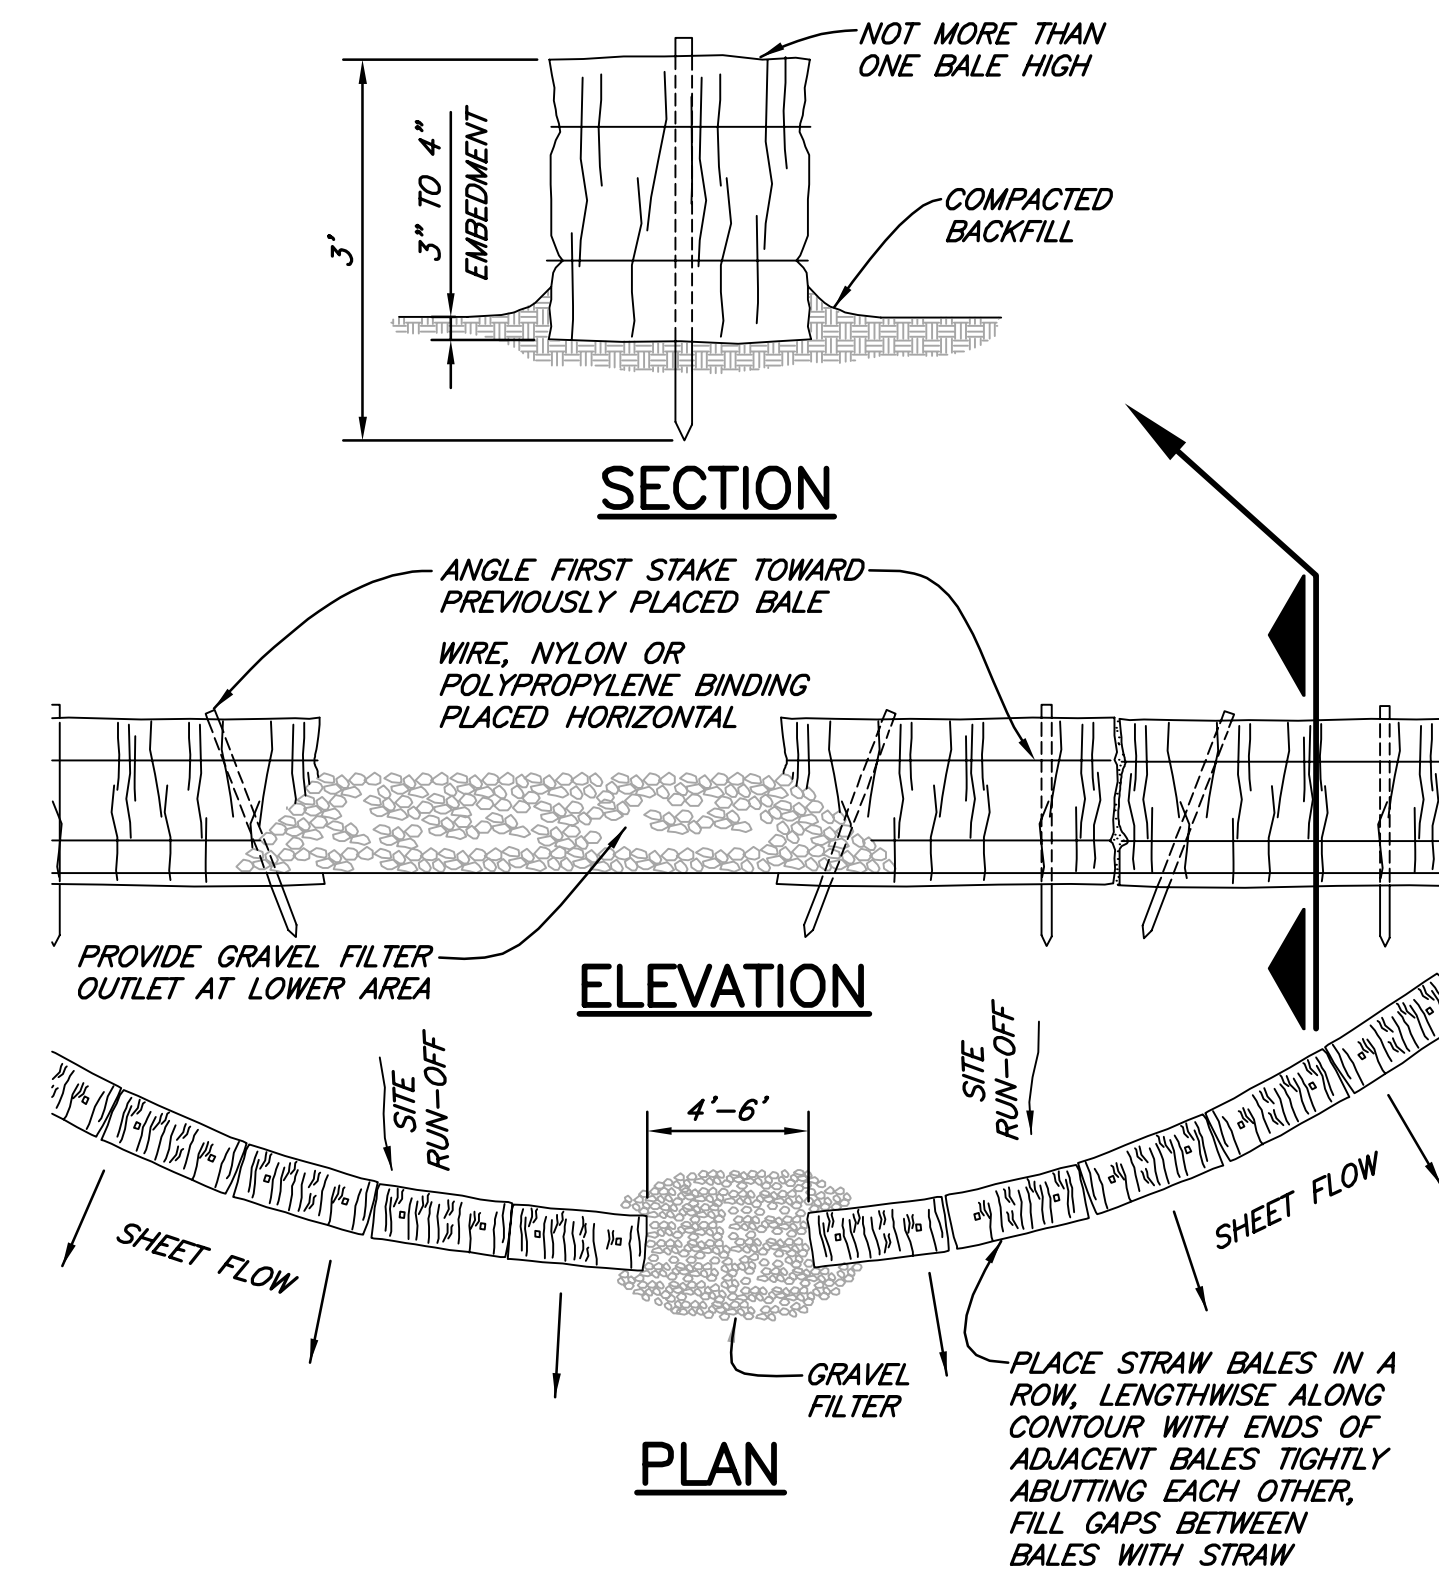 NOT MORE THAN
ONE BALE HIGH
3'
3" TO 4"
EMBEDMENT
COMPACTED
BACKFILL
SECTION
ANGLE FIRST STAKE TOWARD
PREVIOUSLY PLACED BALE
WIRE, NYLON OR
POLYPROPYLENE BINDING
PLACED HORIZONTAL
PROVIDE GRAVEL FILTER
OUTLET AT LOWER AREA
ELEVATION
SITE
RUN-OFF
SITE
RUN-OFF
4'-6'
SHEET FLOW
SHEET FLOW
GRAVEL
FILTER
PLACE STRAW BALES IN A
ROW, LENGTHWISE ALONG
CONTOUR WITH ENDS OF
ADJACENT BALES TIGHTLY
ABUTTING EACH OTHER,
FILL GAPS BETWEEN
BALES WITH STRAW
PLAN